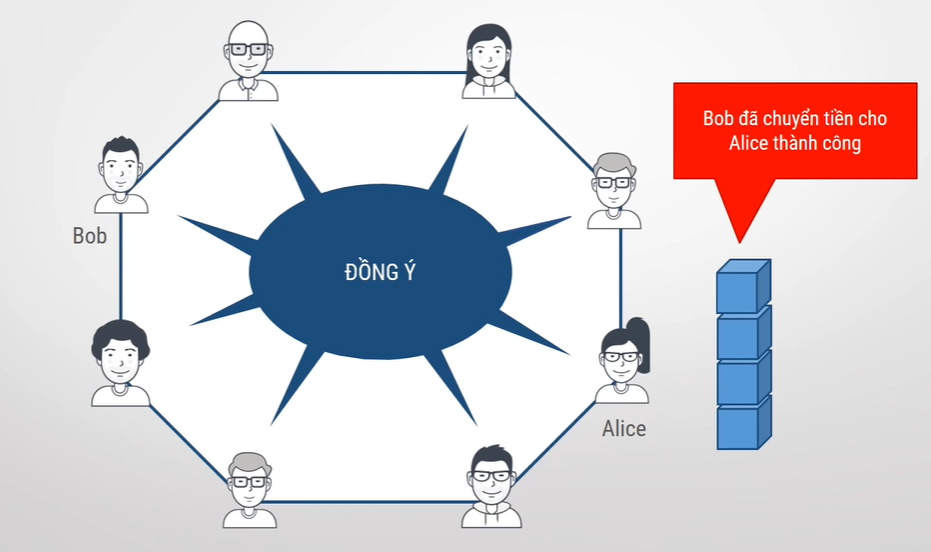 Bob đã chuyển tiền cho
Alice thành công
Bob
ĐỒNG Ý
Alice